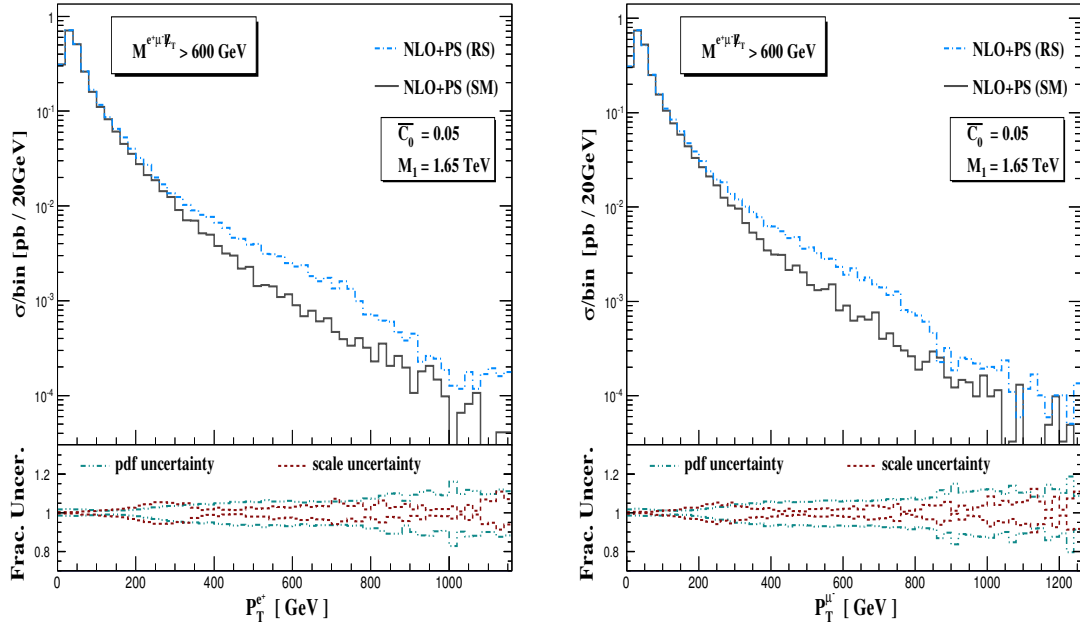 M^{e⁺μ⁻E̸_T} > 600 GeV
NLO+PS (RS)
NLO+PS (SM)
C̅₀ = 0.05
M₁ = 1.65 TeV
σ/bin [pb / 20GeV]
1
10⁻¹
10⁻²
10⁻³
10⁻⁴
pdf uncertainty
scale uncertainty
Frac. Uncer.
1.2
1
0.8
0 200 400 600 800 1000
P_T^{e⁺} [ GeV ]
M^{e⁺μ⁻E̸_T} > 600 GeV
NLO+PS (RS)
NLO+PS (SM)
C̅₀ = 0.05
M₁ = 1.65 TeV
σ/bin [pb / 20GeV]
1
10⁻¹
10⁻²
10⁻³
10⁻⁴
pdf uncertainty
scale uncertainty
Frac. Uncer.
1.2
1
0.8
0 200 400 600 800 1000 1200
P_T^{μ⁻} [ GeV ]